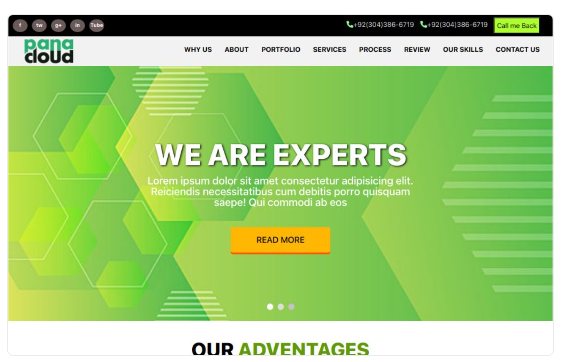 f tw g+ in Tube
+92(304)386-6719 +92(304)386-6719 Call me Back
pana
cloud
WHY US ABOUT PORTFOLIO SERVICES PROCESS REVIEW OUR SKILLS CONTACT US
WE ARE EXPERTS
Lorem ipsum dolor sit amet consectetur adipisicing elit.
Reiciendis necessitatibus cum debitis porro quisquam
saepe! Qui commodi ab eos
READ MORE
OUR ADVENTAGES